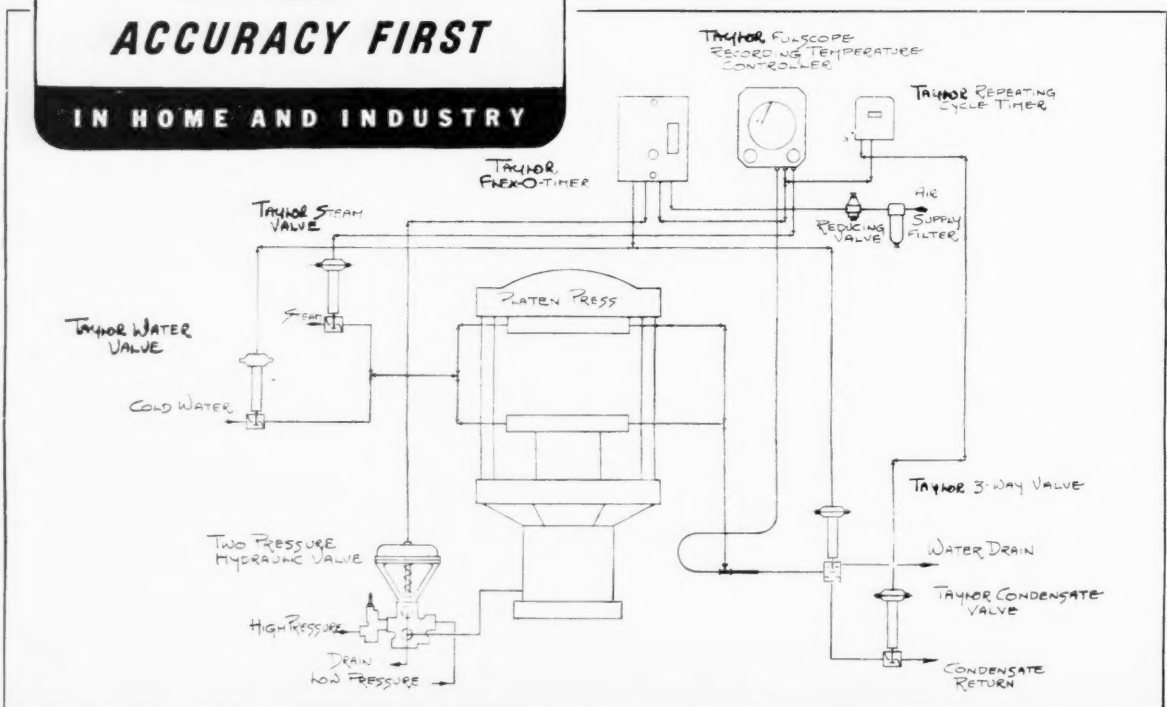 ACCURACY FIRST
IN HOME AND INDUSTRY
TAYLOR FULSCOPE
RECORDING TEMPERATURE
CONTROLLER
TAYLOR REPEATING
CYCLE TIMER
TAYLOR
FLEX-O-TIMER
AIR
SUPPLY
FILTER
REDUCING
VALVE
TAYLOR STEAM
VALVE
STEAM
PLATEN PRESS
TAYLOR WATER
VALVE
COLD WATER
TAYLOR 3-WAY VALVE
TWO PRESSURE
HYDRAULIC VALVE
WATER DRAIN
TAYLOR CONDENSATE
VALVE
HIGH PRESSURE
DRAIN
LOW PRESSURE
CONDENSATE
RETURN